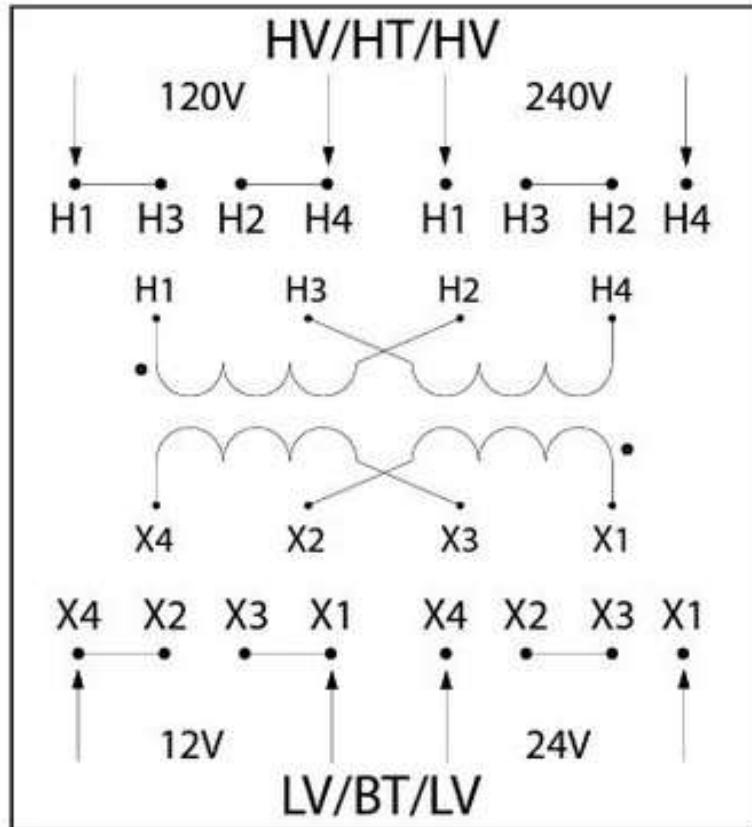 HV/HT/HV
120V 240V
H1 H3 H2 H4 H1 H3 H2 H4
H1 H3 H2 H4
X4 X2 X3 X1
X4 X2 X3 X1 X4 X2 X3 X1
12V 24V
LV/BT/LV